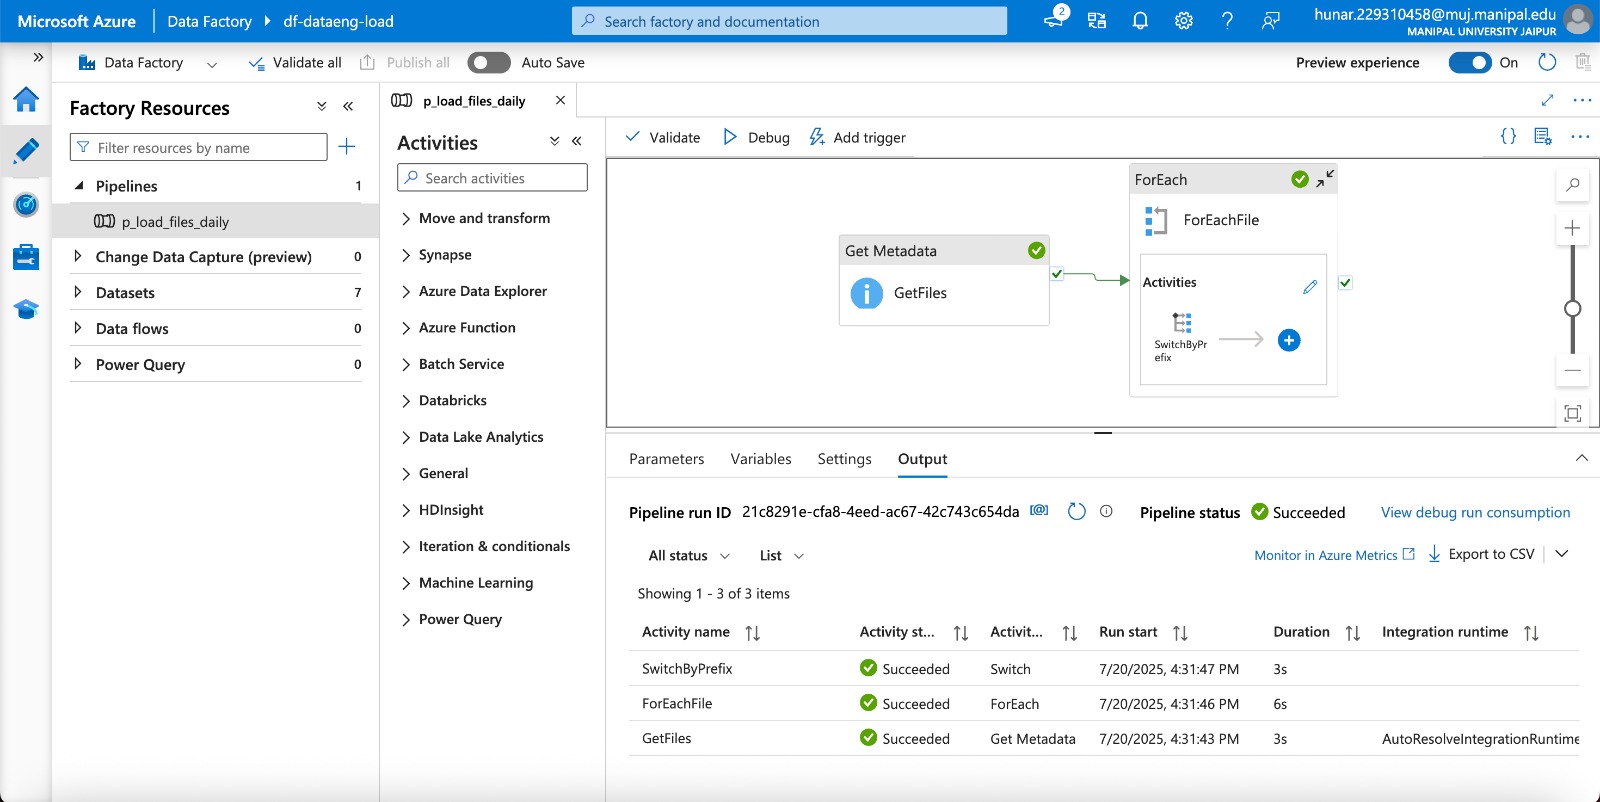 Microsoft Azure
Data Factory
df-dataeng-load
Search factory and documentation
2
hunar.229310458@muj.manipal.edu
MANIPAL UNIVERSITY JAIPUR
Data Factory
Validate all
Publish all
Auto Save
Preview experience
On
Factory Resources
Filter resources by name
Pipelines 1
p_load_files_daily
Change Data Capture (preview) 0
Datasets 7
Data flows 0
Power Query 0
p_load_files_daily
Activities
Search activities
Move and transform
Synapse
Azure Data Explorer
Azure Function
Batch Service
Databricks
Data Lake Analytics
General
HDInsight
Iteration & conditionals
Machine Learning
Power Query
Validate
Debug
Add trigger
Get Metadata
GetFiles
ForEach
ForEachFile
Activities
SwitchByPr
efix
Parameters Variables Settings Output
Pipeline run ID 21c8291e-cfa8-4eed-ac67-42c743c654da
Pipeline status Succeeded
View debug run consumption
All status
List
Monitor in Azure Metrics
Export to CSV
Showing 1 - 3 of 3 items
Activity name Activity st... Activit... Run start Duration Integration runtime
SwitchByPrefix Succeeded Switch 7/20/2025, 4:31:47 PM 3s
ForEachFile Succeeded ForEach 7/20/2025, 4:31:46 PM 6s
GetFiles Succeeded Get Metadata 7/20/2025, 4:31:43 PM 3s AutoResolveIntegrationRuntime